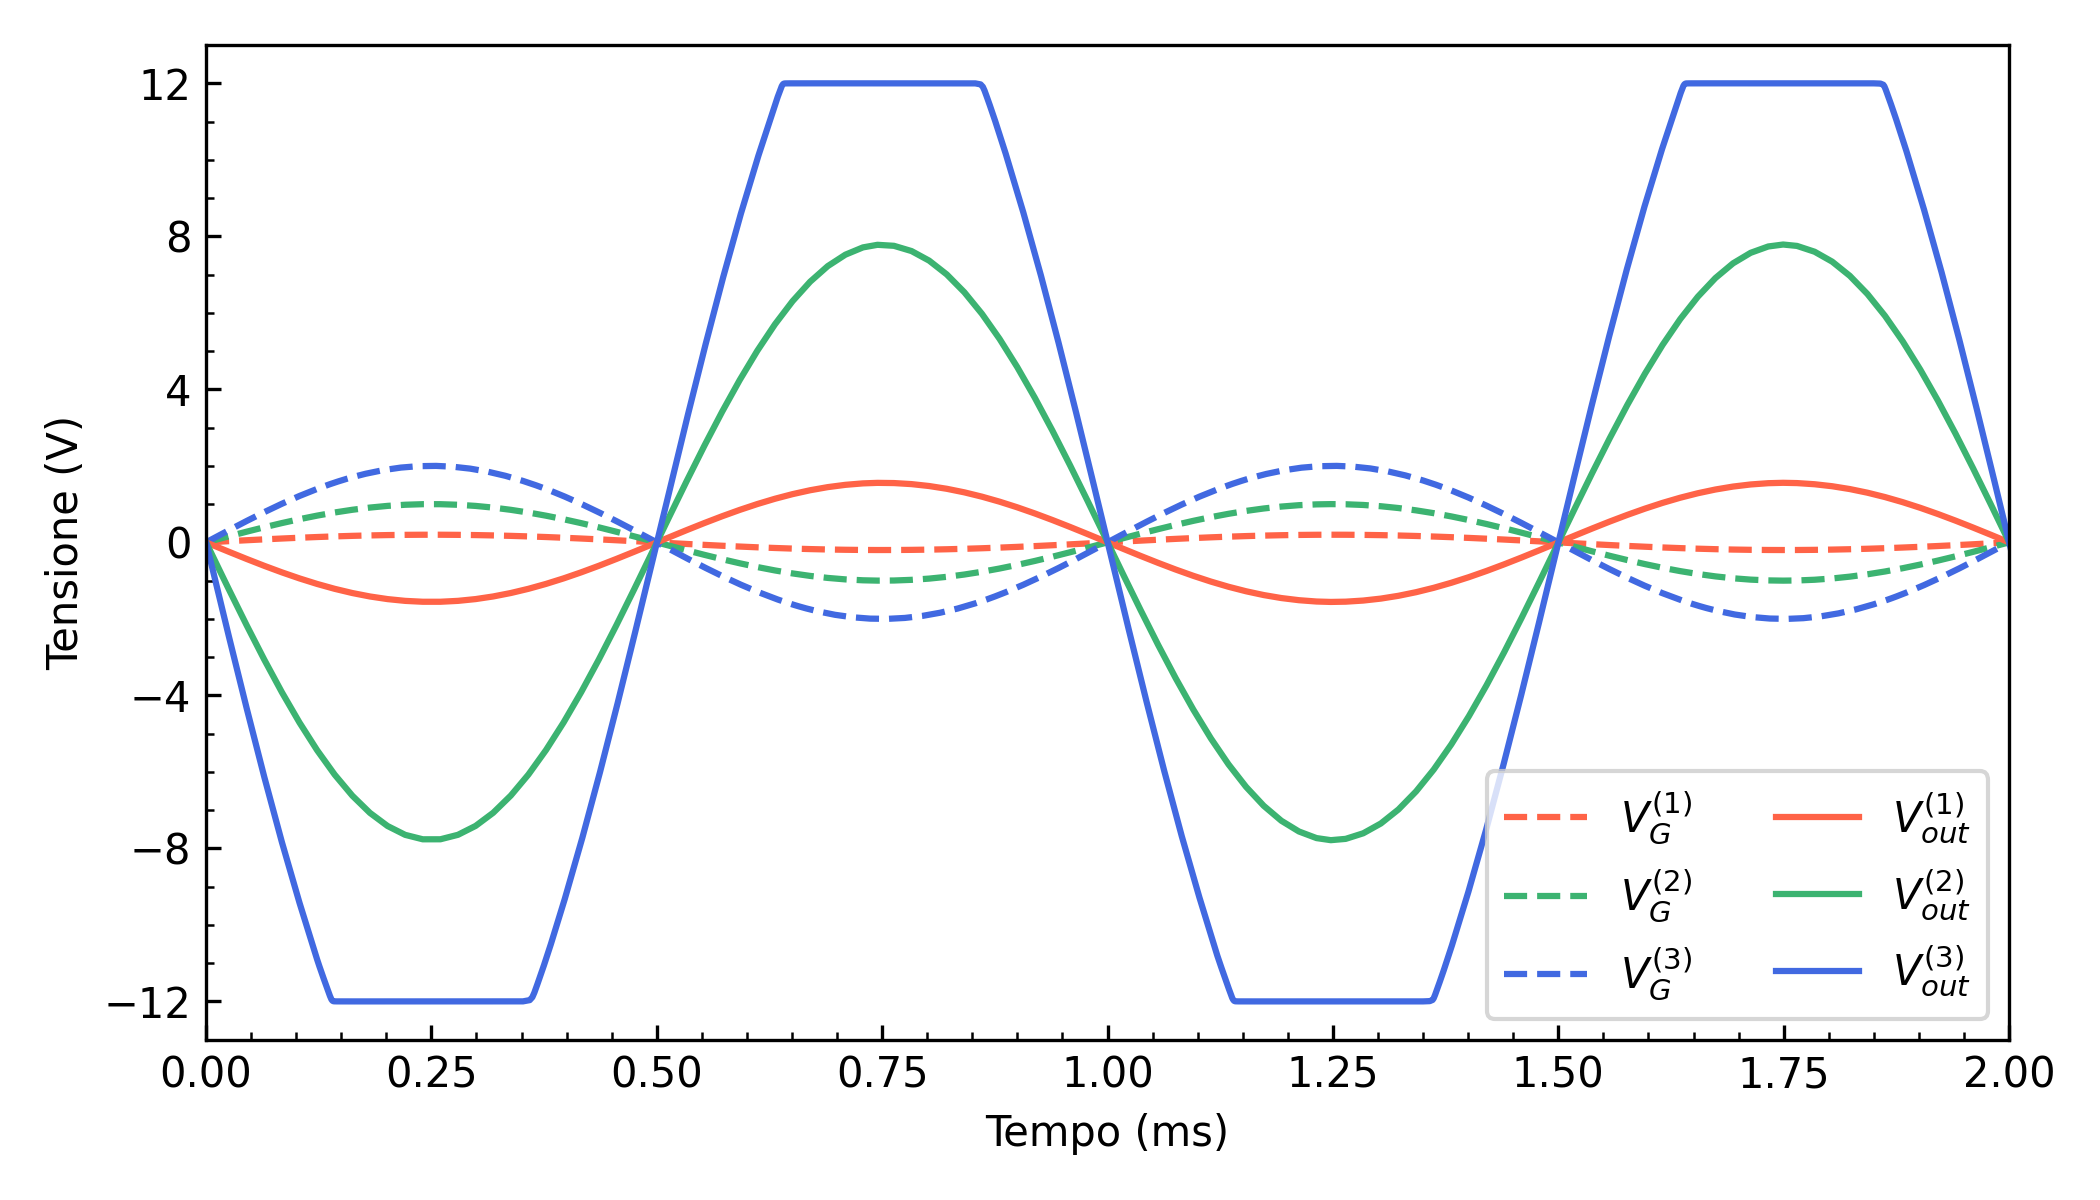 12
8
4
0
−4
−8
−12
Tensione (V)
0.00 0.25 0.50 0.75 1.00 1.25 1.50 1.75 2.00
Tempo (ms)
V_G^(1) V_out^(1)
V_G^(2) V_out^(2)
V_G^(3) V_out^(3)